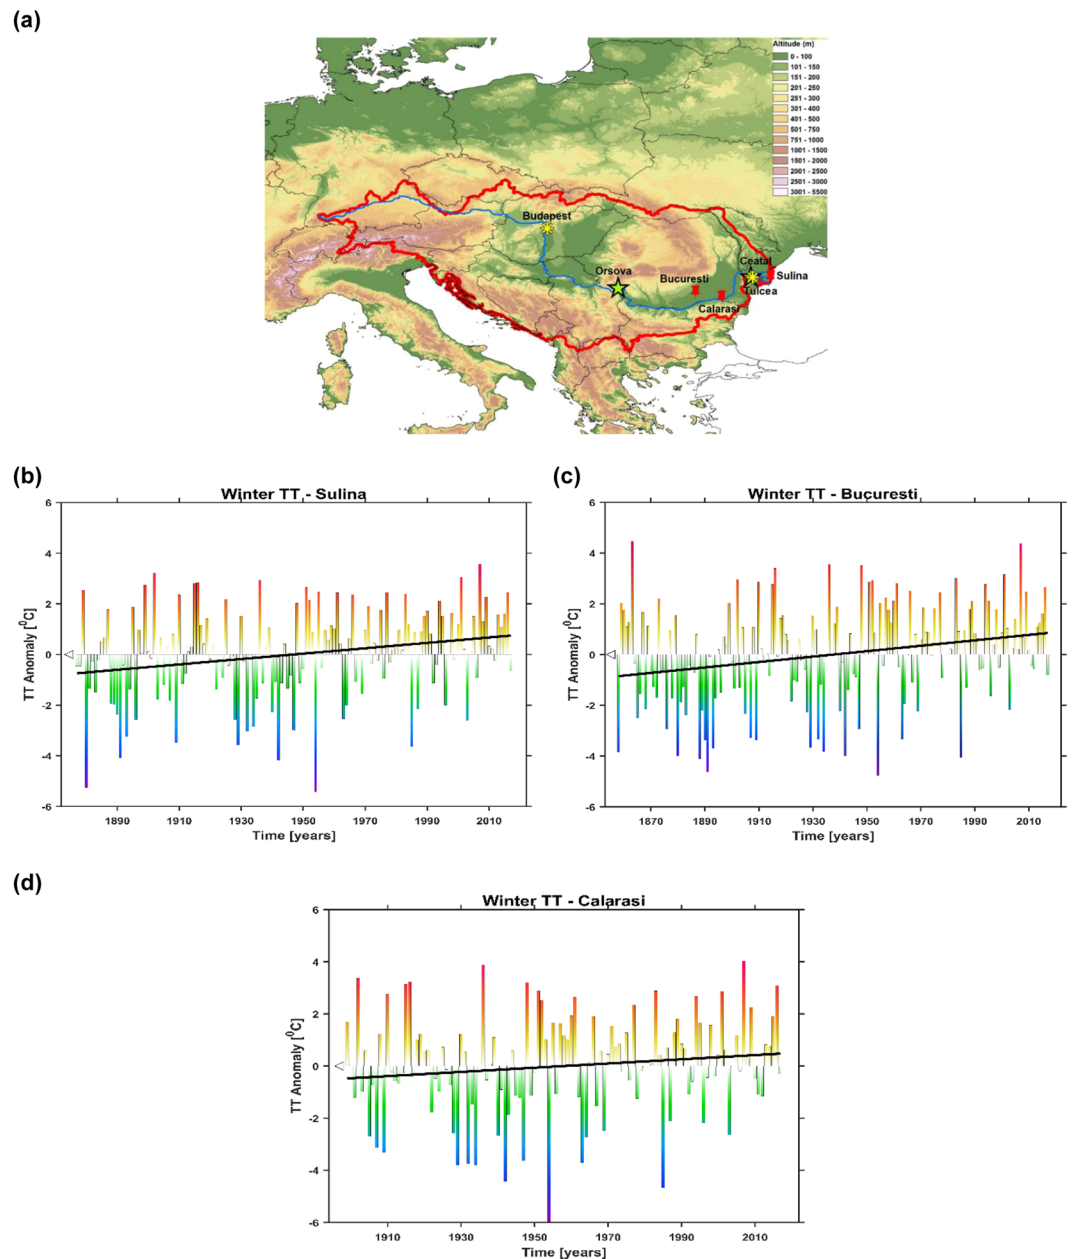 (a)
Altitude (m)
0 - 100
101 - 150
151 - 200
201 - 250
251 - 300
301 - 400
401 - 500
501 - 750
751 - 1000
1001 - 1500
1501 - 2000
2001 - 2500
2501 - 3000
3001 - 5500
Budapest
Orsova
Bucuresti
Calarasi
Ceatal
Tulcea
Sulina
(b)
Winter TT - Sulina
TT Anomaly [⁰C]
6
4
2
0
-2
-4
-6
1890 1910 1930 1950 1970 1990 2010
Time [years]
(c)
Winter TT - Bucuresti
TT Anomaly [⁰C]
6
4
2
0
-2
-4
-6
1870 1890 1910 1930 1950 1970 1990 2010
Time [years]
(d)
Winter TT - Calarasi
TT Anomaly [⁰C]
6
4
2
0
-2
-4
-6
1910 1930 1950 1970 1990 2010
Time [years]